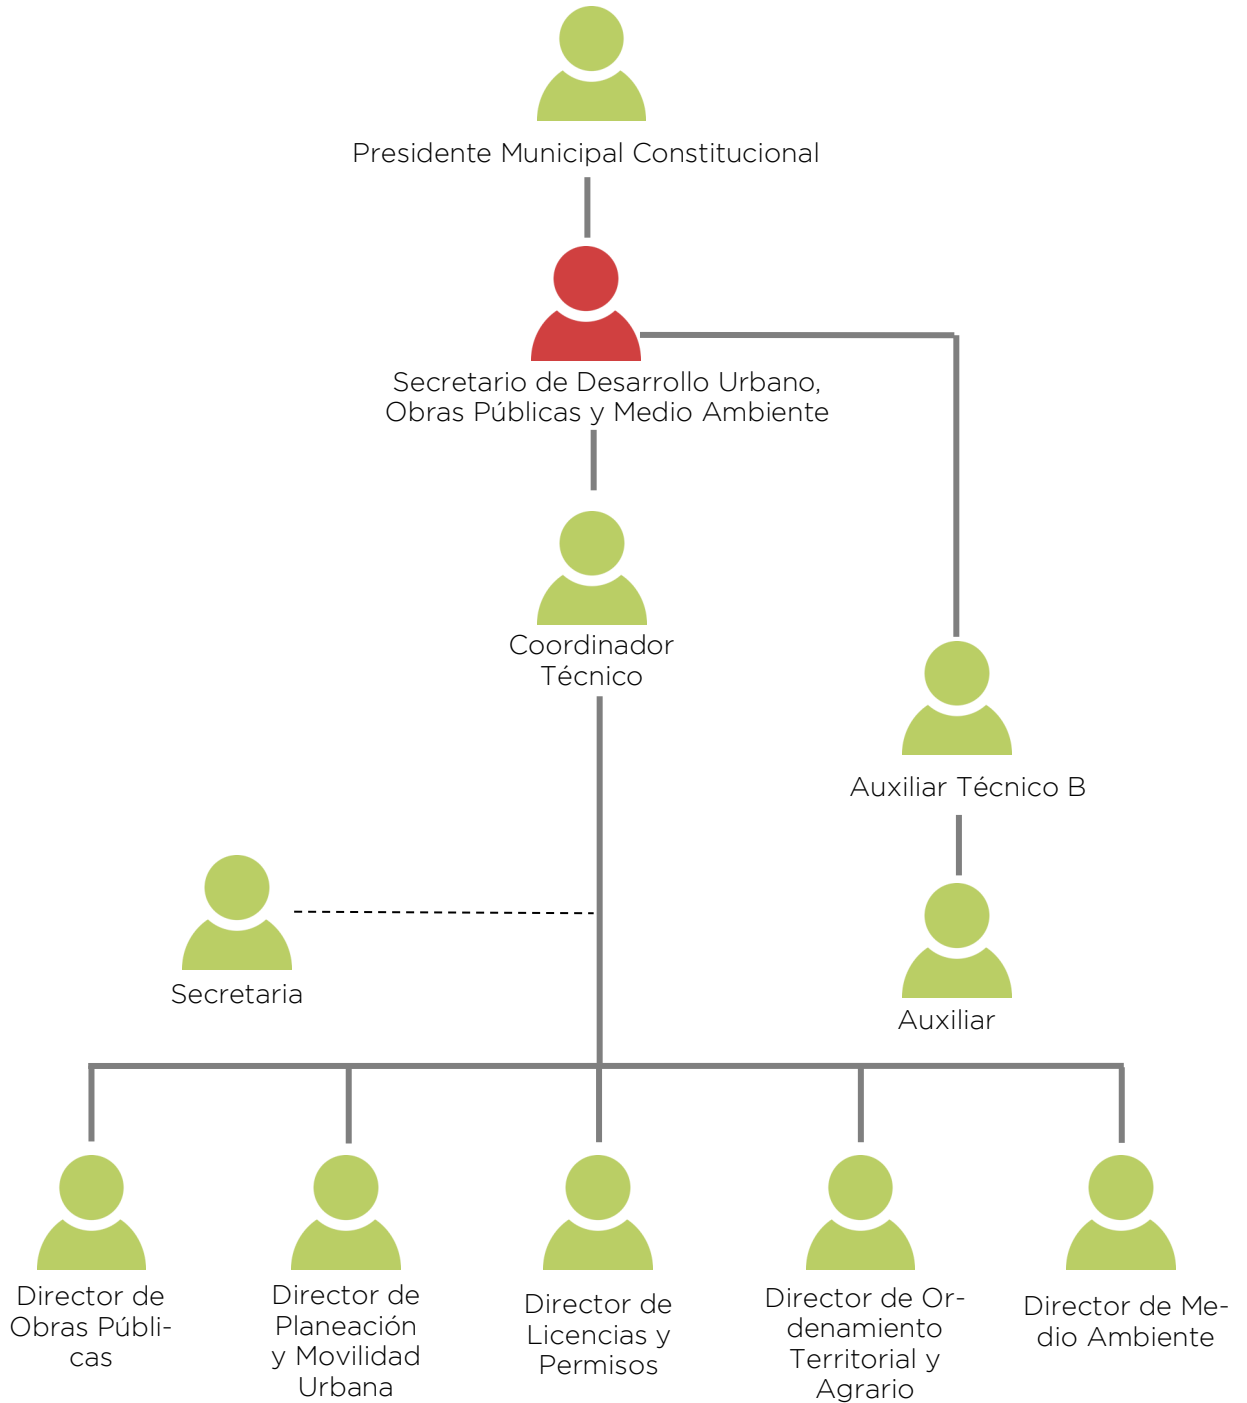 Presidente Municipal Constitucional
Secretario de Desarrollo Urbano,
Obras Públicas y Medio Ambiente
Coordinador
Técnico
Auxiliar Técnico B
Secretaria
Auxiliar
Director de
Obras Públi-
cas
Director de
Planeación
y Movilidad
Urbana
Director de
Licencias y
Permisos
Director de Or-
denamiento
Territorial y
Agrario
Director de Me-
dio Ambiente